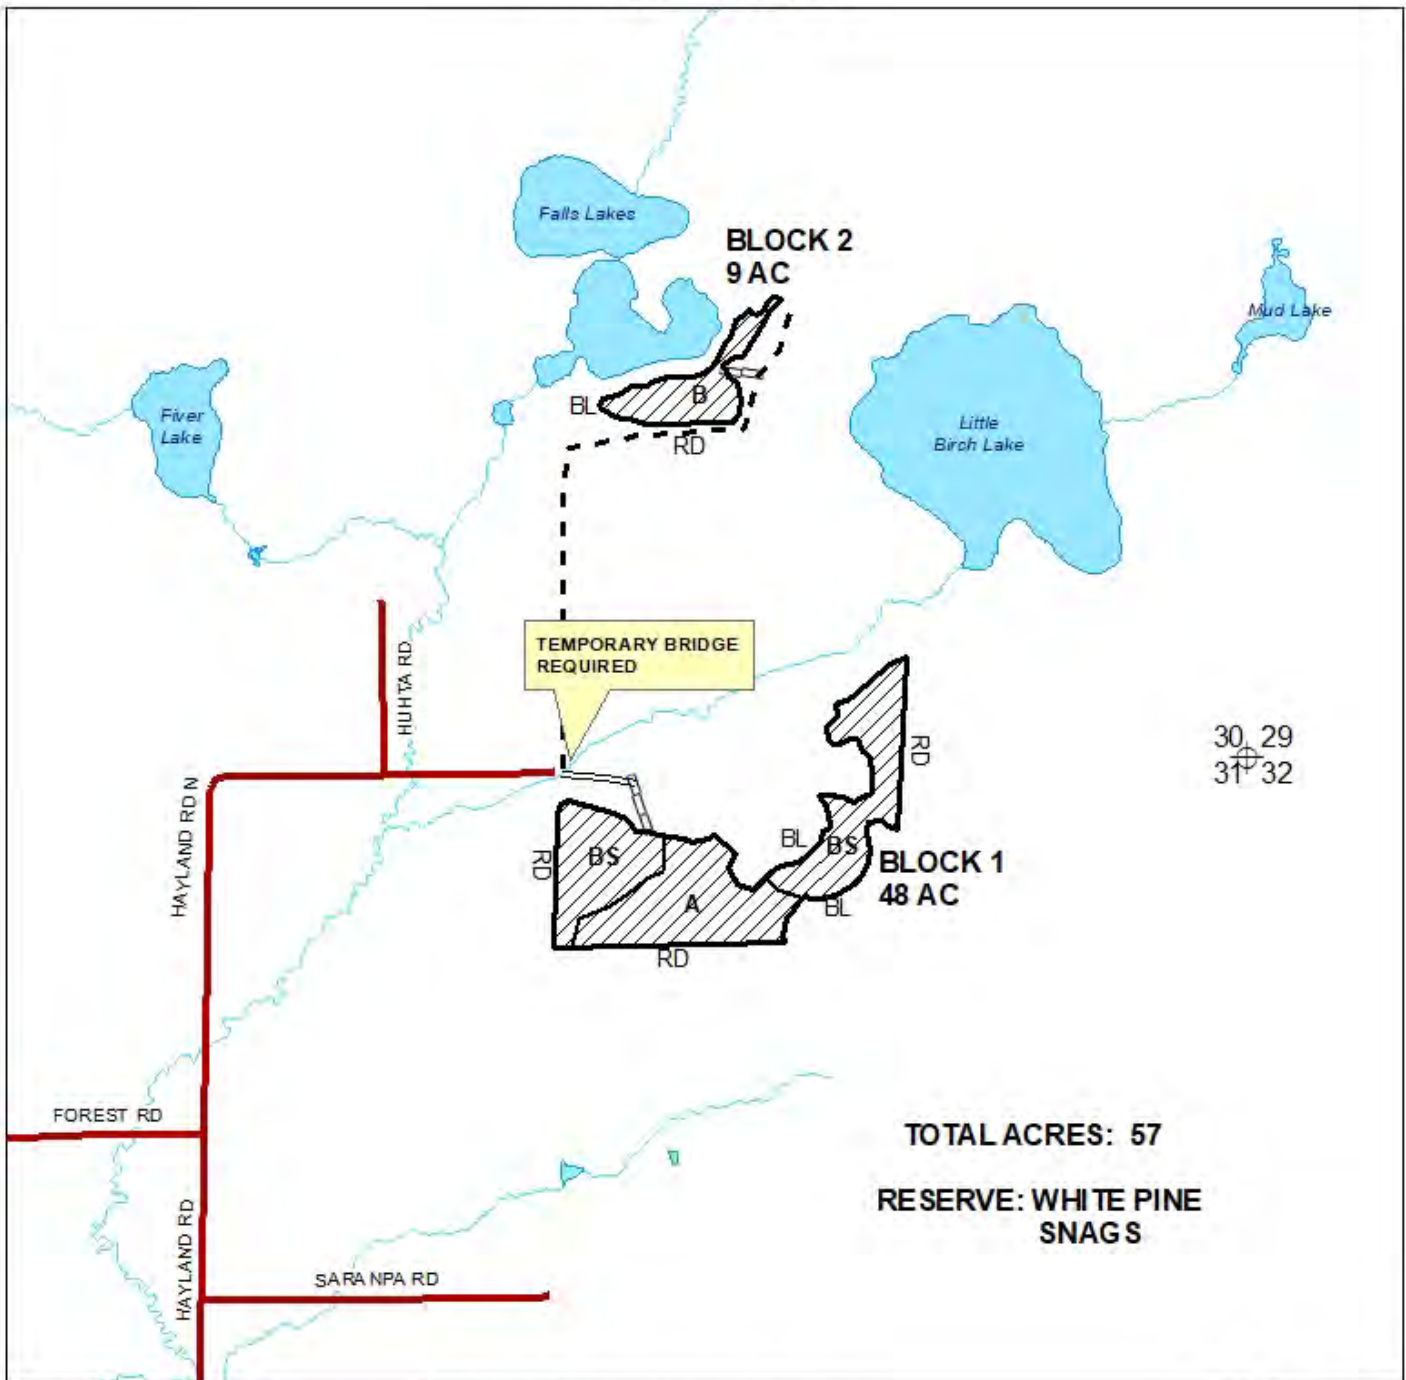 Falls Lakes
BLOCK 2
9 AC
Mud Lake
Fiver
Lake
BL
B
RD
Little
Birch Lake
TEMPORARY BRIDGE
REQUIRED
HUHTA RD
RD
30 29
31 32
HAYLAND RD N
RD
BS
BL
BS
BLOCK 1
48 AC
A
BL
RD
FOREST RD
TOTAL ACRES: 57
RESERVE: WHITE PINE
SNAGS
HAYLAND RD
SARANPA RD